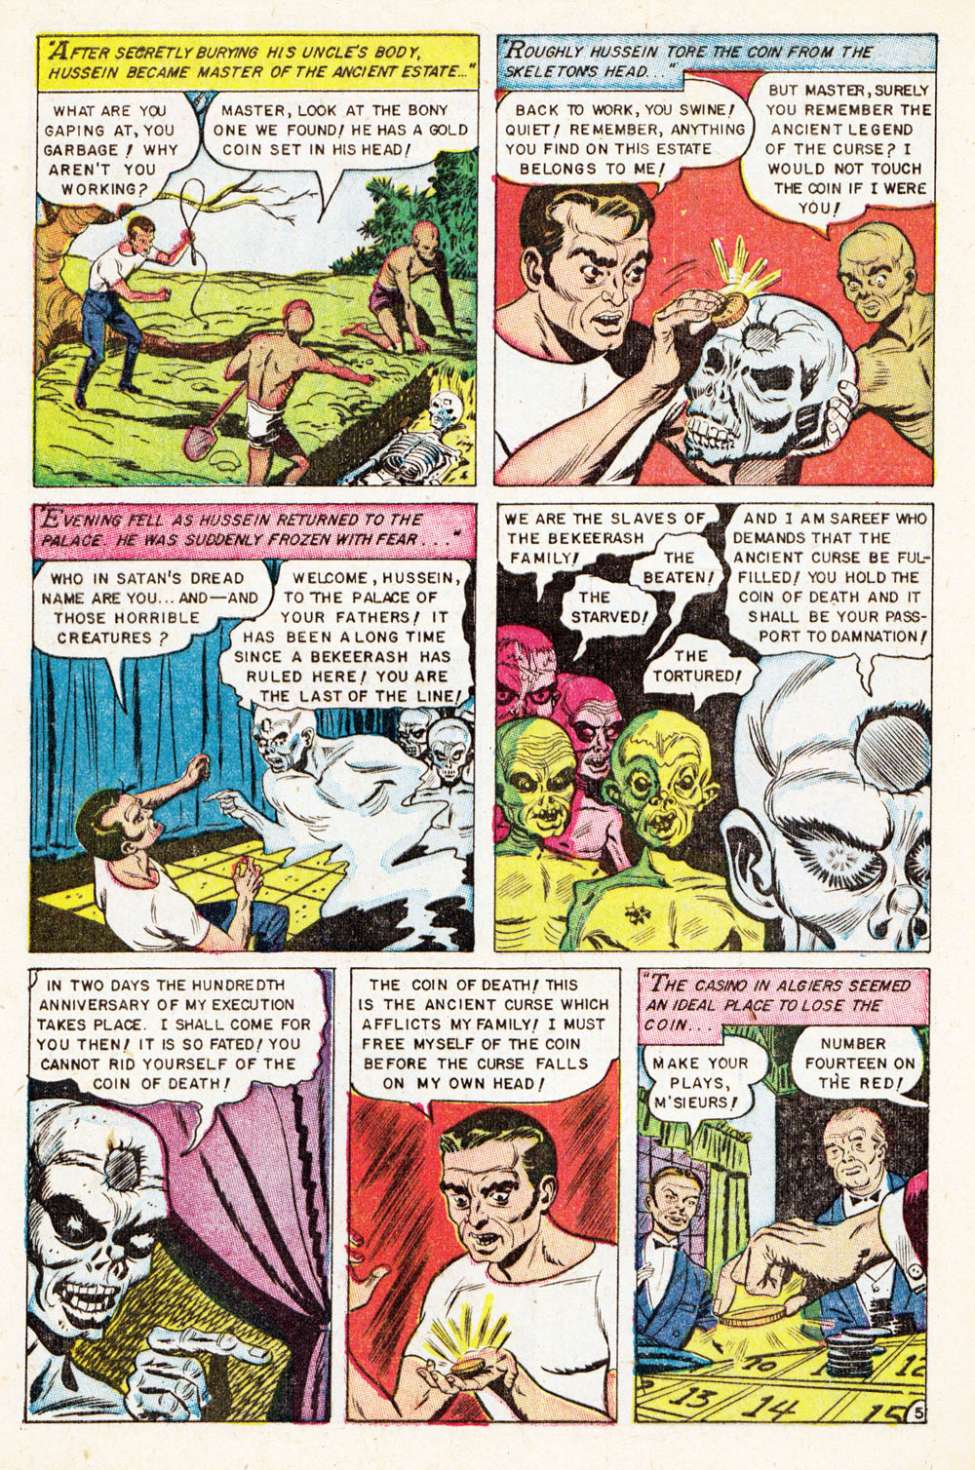 "AFTER SECRETLY BURYING HIS UNCLE'S BODY,
HUSSEIN BECAME MASTER OF THE ANCIENT ESTATE..."
WHAT ARE YOU
GAPING AT, YOU
GARBAGE! WHY
AREN'T YOU
WORKING?
MASTER, LOOK AT THE BONY
ONE WE FOUND! HE HAS A GOLD
COIN SET IN HIS HEAD!
"ROUGHLY HUSSEIN TORE THE COIN FROM THE
SKELETON'S HEAD..."
BACK TO WORK, YOU SWINE!
QUIET! REMEMBER, ANYTHING
YOU FIND ON THIS ESTATE
BELONGS TO ME!
BUT MASTER, SURELY
YOU REMEMBER THE
ANCIENT LEGEND
OF THE CURSE? I
WOULD NOT TOUCH
THE COIN IF I WERE
YOU!
"EVENING FELL AS HUSSEIN RETURNED TO THE
PALACE. HE WAS SUDDENLY FROZEN WITH FEAR...."
WHO IN SATAN'S DREAD
NAME ARE YOU...AND—AND
THOSE HORRIBLE
CREATURES?
WELCOME, HUSSEIN,
TO THE PALACE OF
YOUR FATHERS! IT
HAS BEEN A LONG TIME
SINCE A BEKEERASH HAS
RULED HERE! YOU ARE
THE LAST OF THE LINE!
WE ARE THE SLAVES OF
THE BEKEERASH
FAMILY!
THE
BEATEN!
THE
STARVED!
THE
TORTURED!
AND I AM SAREEF WHO
DEMANDS THAT THE
ANCIENT CURSE BE FUL-
FILLED! YOU HOLD THE
COIN OF DEATH AND IT
SHALL BE YOUR PASS-
PORT TO DAMNATION!
IN TWO DAYS THE HUNDREDTH
ANNIVERSARY OF MY EXECUTION
TAKES PLACE. I SHALL COME FOR
YOU THEN! IT IS SO FATED! YOU
CANNOT RID YOURSELF OF THE
COIN OF DEATH!
THE COIN OF DEATH! THIS
IS THE ANCIENT CURSE WHICH
AFFLICTS MY FAMILY! I MUST
FREE MYSELF OF THE COIN
BEFORE THE CURSE FALLS
ON MY OWN HEAD!
"THE CASINO IN ALGIERS SEEMED
AN IDEAL PLACE TO LOSE THE
COIN...
MAKE YOUR
PLAYS,
M'SIEURS!
NUMBER
FOURTEEN ON
THE RED!
10 11 12
13 14 15
5